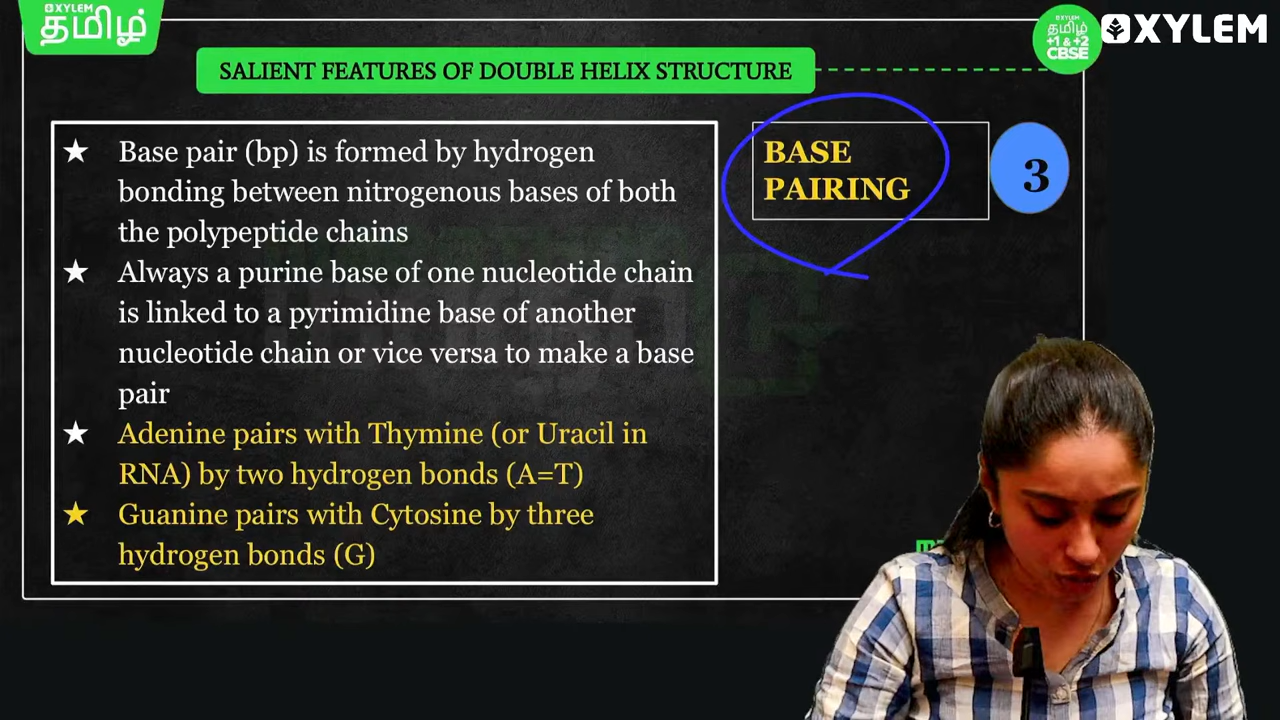 OXYLEM
தமிழ்
OXYLEM
தமிழ்
+1 & +2
CBSE
OXYLEM
SALIENT FEATURES OF DOUBLE HELIX STRUCTURE
★ Base pair (bp) is formed by hydrogen
bonding between nitrogenous bases of both
the polypeptide chains
★ Always a purine base of one nucleotide chain
is linked to a pyrimidine base of another
nucleotide chain or vice versa to make a base
pair
★ Adenine pairs with Thymine (or Uracil in
RNA) by two hydrogen bonds (A=T)
★ Guanine pairs with Cytosine by three
hydrogen bonds (G)
BASE
PAIRING
3